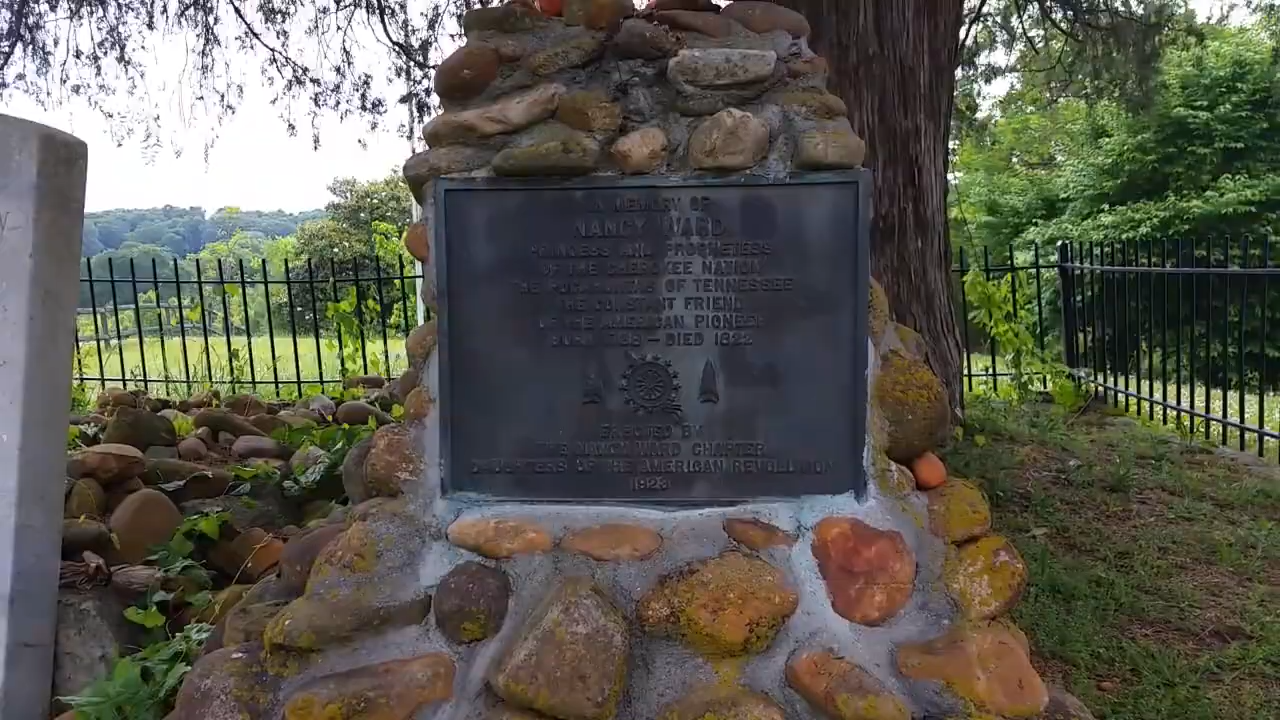 IN MEMORY OF
NANCY WARD
PRINCESS AND PROPHETESS
OF THE CHEROKEE NATION
THE POCAHONTAS OF TENNESSEE
THE CONSTANT FRIEND
OF THE AMERICAN PIONEER
BORN 1738 — DIED 1822
ERECTED BY
THE NANCY WARD CHAPTER
DAUGHTERS OF THE AMERICAN REVOLUTION
1923